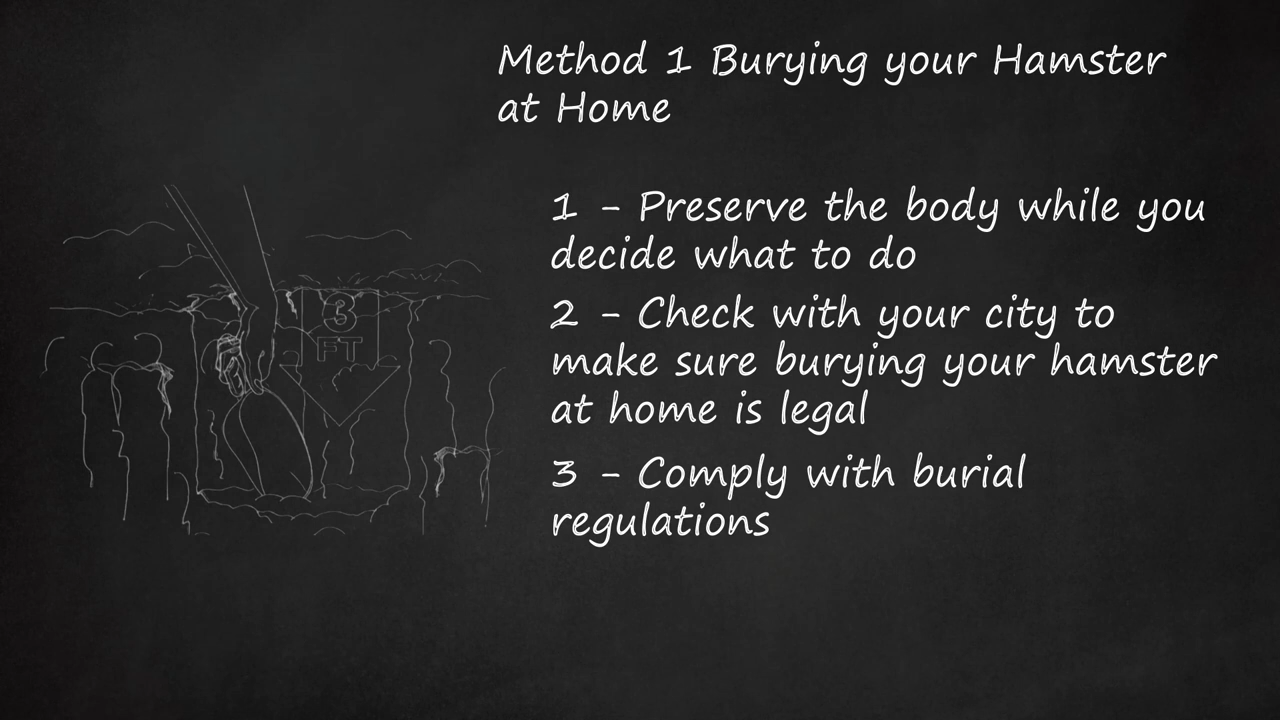 Method 1 Burying your Hamster
at Home
3
FT
1 - Preserve the body while you
decide what to do
2 - Check with your city to
make sure burying your hamster
at home is legal
3 - Comply with burial
regulations